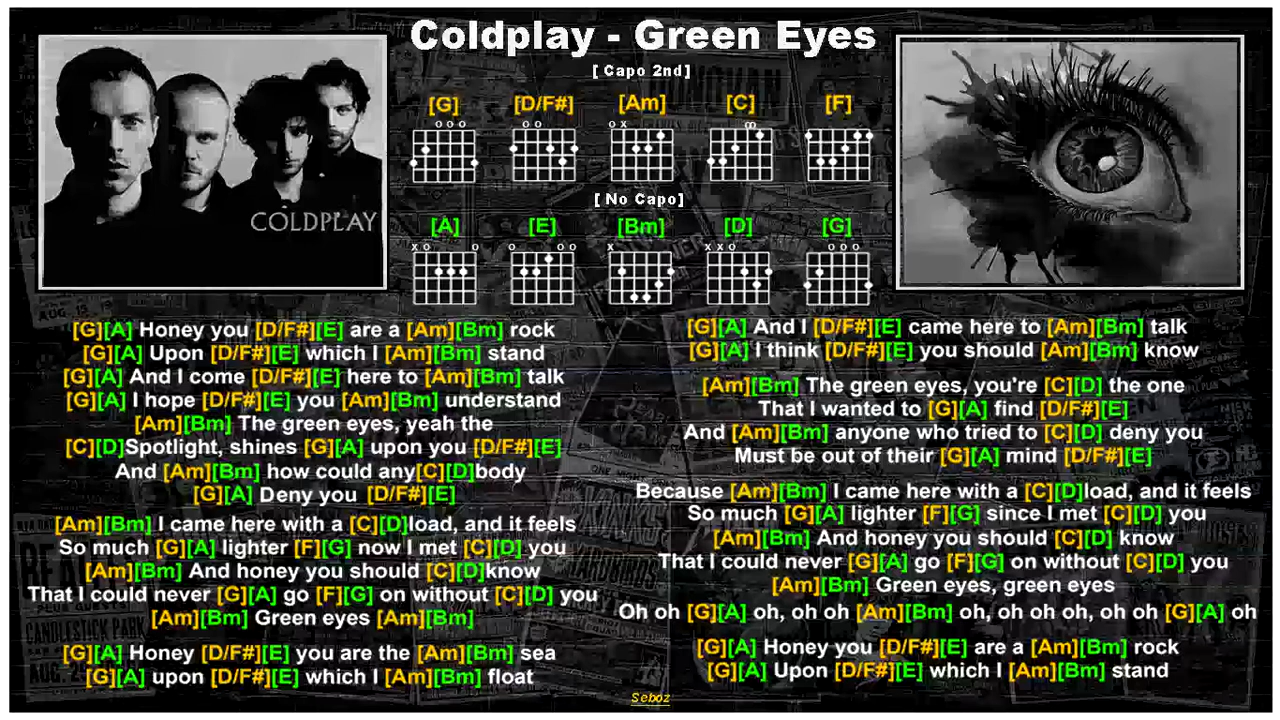 Coldplay - Green Eyes
[ Capo 2nd]
[G] [D/F#] [Am] [C] [F]
[ No Capo]
[A] [E] [Bm] [D] [G]
COLDPLAY
[G][A] Honey you [D/F#][E] are a [Am][Bm] rock
[G][A] Upon [D/F#][E] which I [Am][Bm] stand
[G][A] And I come [D/F#][E] here to [Am][Bm] talk
[G][A] I hope [D/F#][E] you [Am][Bm] understand
[Am][Bm] The green eyes, yeah the
[C][D]Spotlight, shines [G][A] upon you [D/F#][E]
And [Am][Bm] how could any[C][D]body
[G][A] Deny you [D/F#][E]
[Am][Bm] I came here with a [C][D]load, and it feels
So much [G][A] lighter [F][G] now I met [C][D] you
[Am][Bm] And honey you should [C][D]know
That I could never [G][A] go [F][G] on without [C][D] you
[Am][Bm] Green eyes [Am][Bm]
[G][A] Honey [D/F#][E] you are the [Am][Bm] sea
[G][A] upon [D/F#][E] which I [Am][Bm] float
[G][A] And I [D/F#][E] came here to [Am][Bm] talk
[G][A] I think [D/F#][E] you should [Am][Bm] know
[Am][Bm] The green eyes, you're [C][D] the one
That I wanted to [G][A] find [D/F#][E]
And [Am][Bm] anyone who tried to [C][D] deny you
Must be out of their [G][A] mind [D/F#][E]
Because [Am][Bm] I came here with a [C][D]load, and it feels
So much [G][A] lighter [F][G] since I met [C][D] you
[Am][Bm] And honey you should [C][D] know
That I could never [G][A] go [F][G] on without [C][D] you
[Am][Bm] Green eyes, green eyes
Oh oh [G][A] oh, oh oh [Am][Bm] oh, oh oh oh, oh oh [G][A] oh
[G][A] Honey you [D/F#][E] are a [Am][Bm] rock
[G][A] Upon [D/F#][E] which I [Am][Bm] stand
Seboz